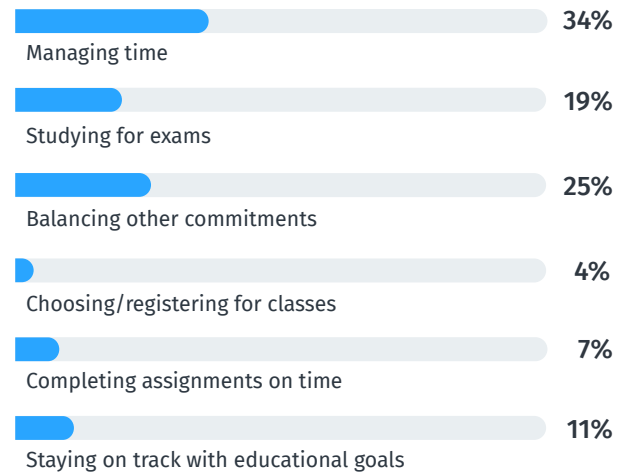 34%
Managing time
19%
Studying for exams
25%
Balancing other commitments
4%
Choosing/registering for classes
7%
Completing assignments on time
11%
Staying on track with educational goals